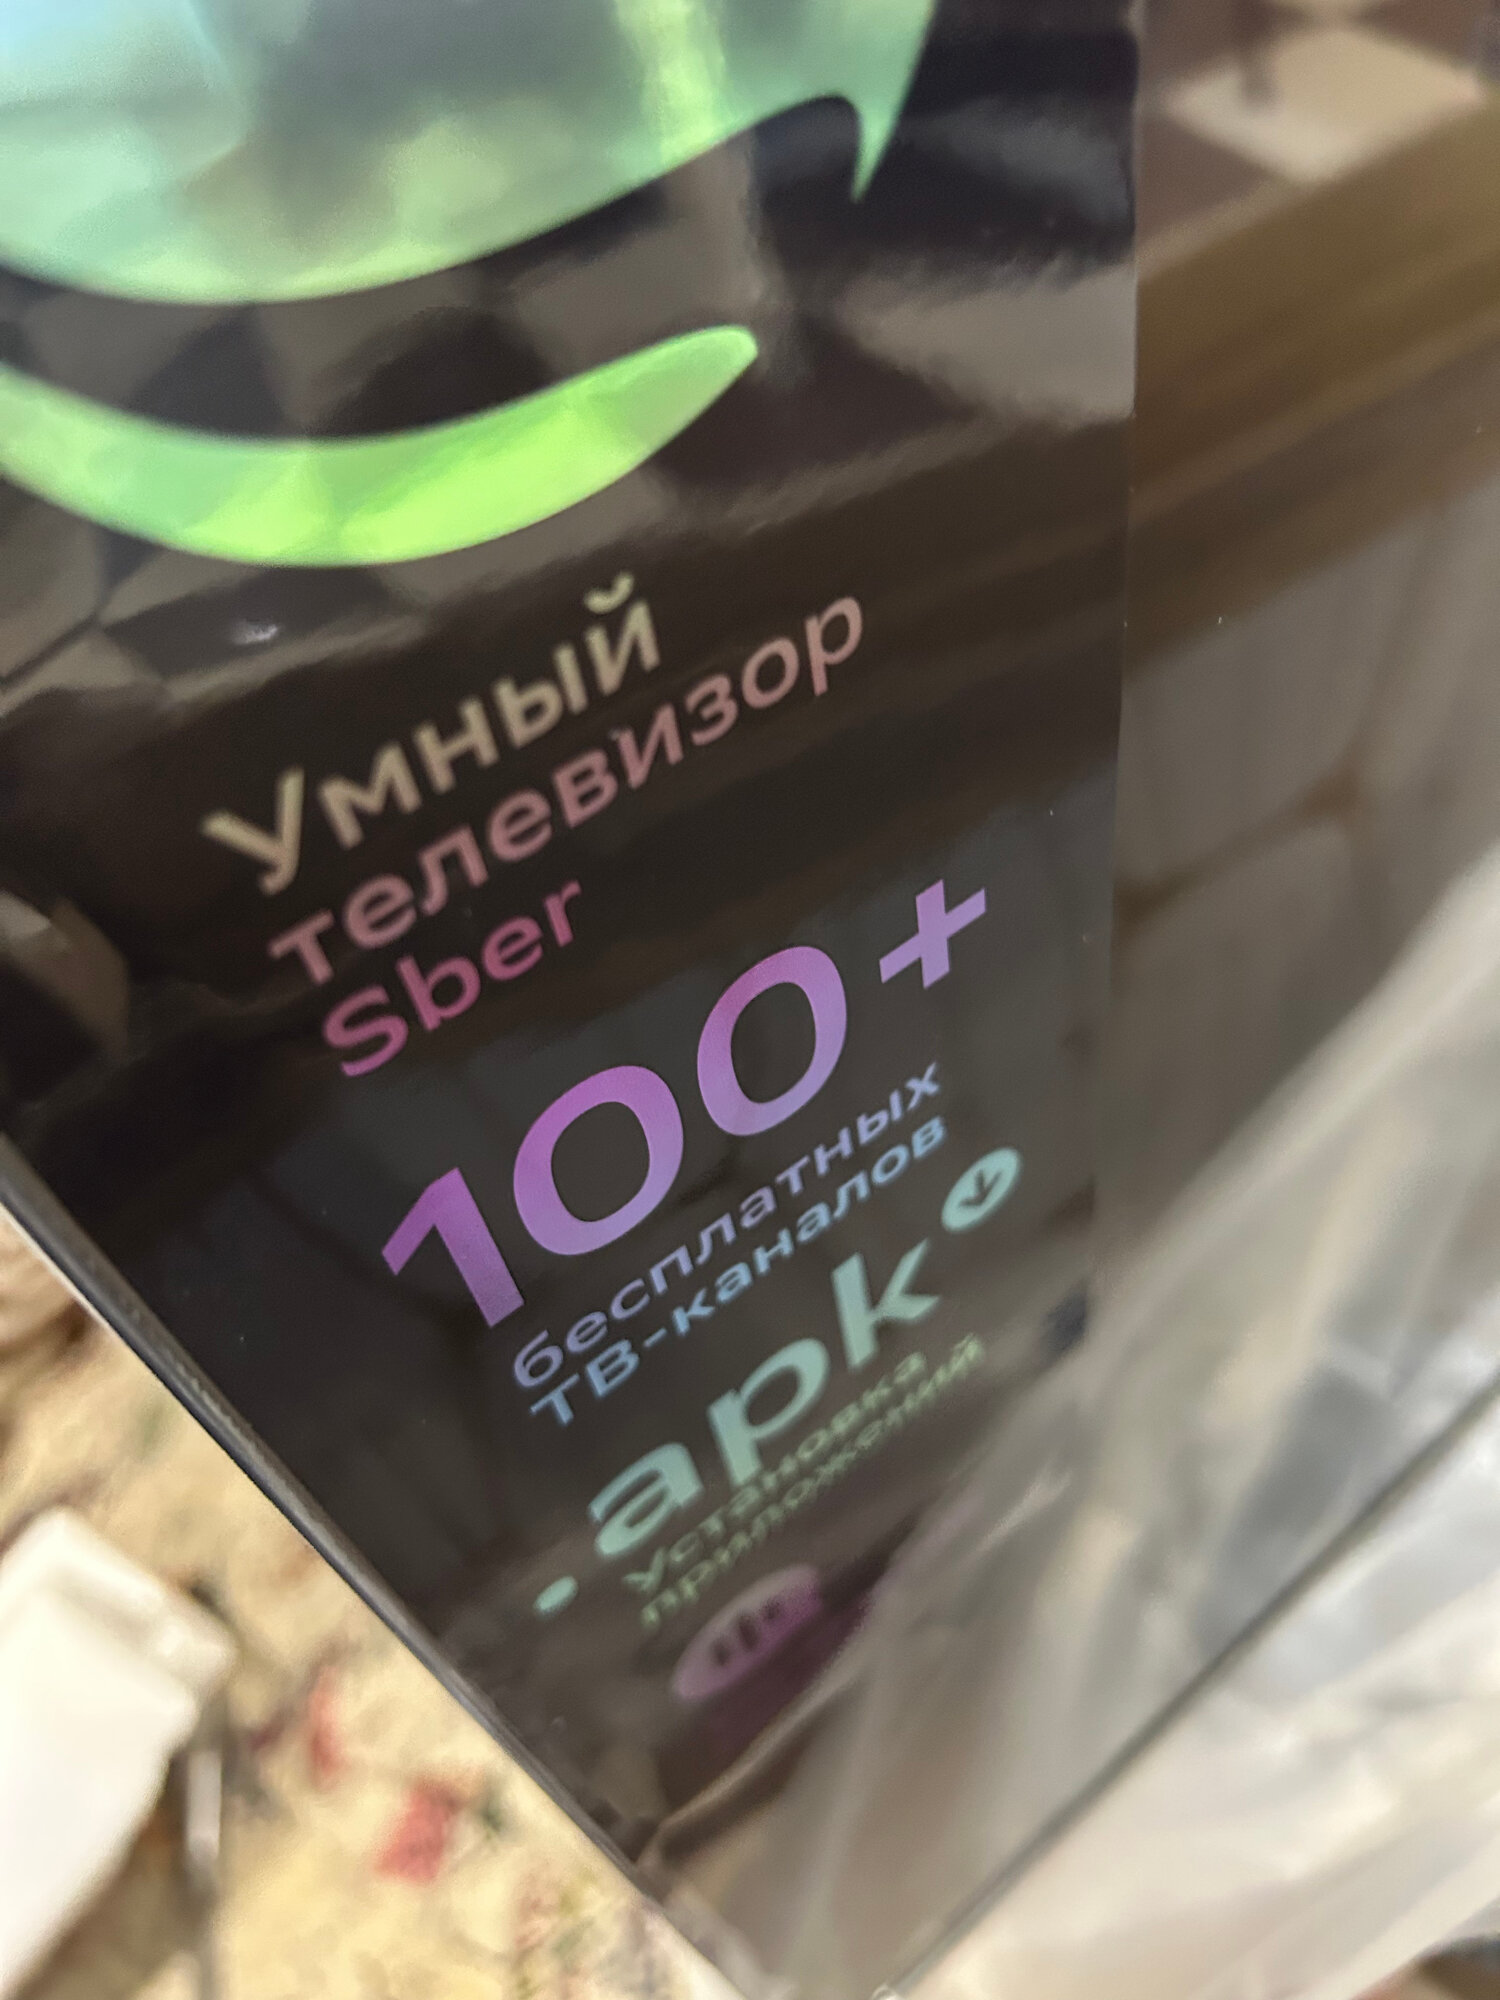 Умный
телевизор
Sber
100+
бесплатных
ТВ-каналов
.apk
Установка
приложений